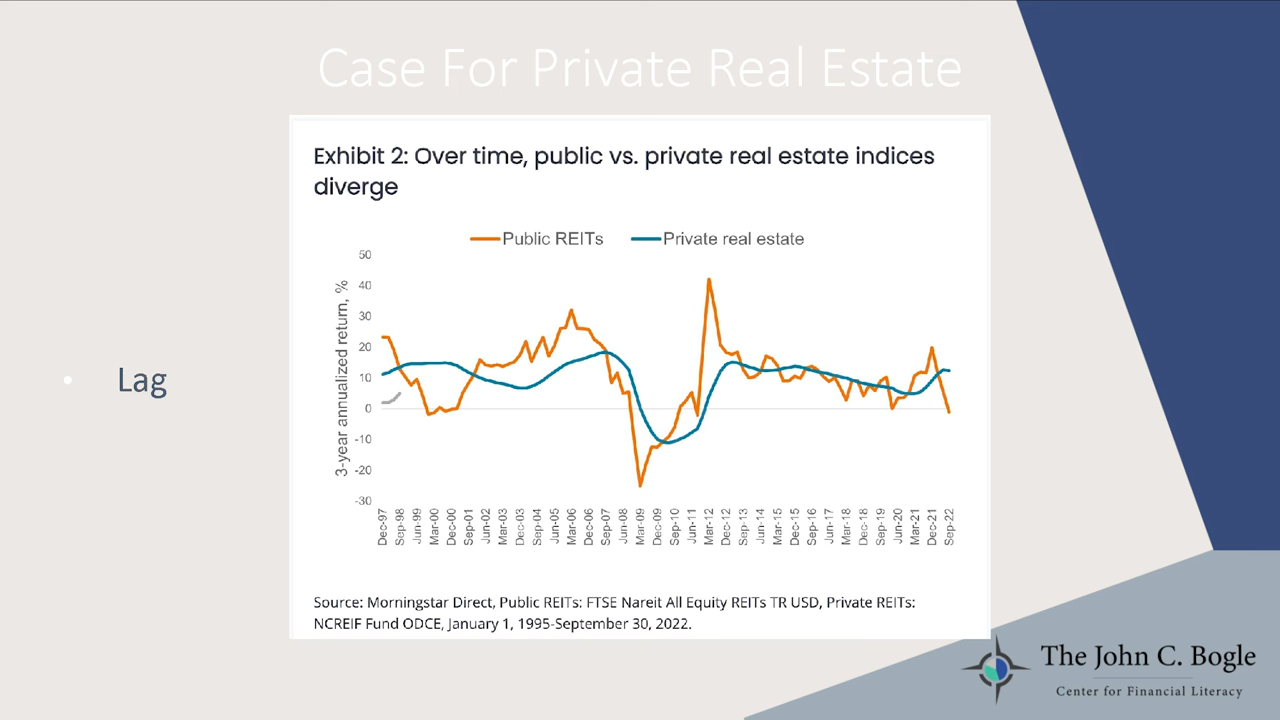 Case For Private Real Estate
Exhibit 2: Over time, public vs. private real estate indices
diverge
Public REITs Private real estate
3-year annualized return, %
50
40
30
20
10
0
-10
-20
-30
Dec-97 Sep-98 Jun-99 Mar-00 Dec-00 Sep-01 Jun-02 Mar-03 Dec-03 Sep-04 Jun-05 Mar-06 Dec-06 Sep-07 Jun-08 Mar-09 Dec-09 Sep-10 Jun-11 Mar-12 Dec-12 Sep-13 Jun-14 Mar-15 Dec-15 Sep-16 Jun-17 Mar-18 Dec-18 Sep-19 Jun-20 Mar-21 Dec-21 Sep-22
Source: Morningstar Direct, Public REITs: FTSE Nareit All Equity REITs TR USD, Private REITs:
NCREIF Fund ODCE, January 1, 1995-September 30, 2022.
• Lag
The John C. Bogle
Center for Financial Literacy